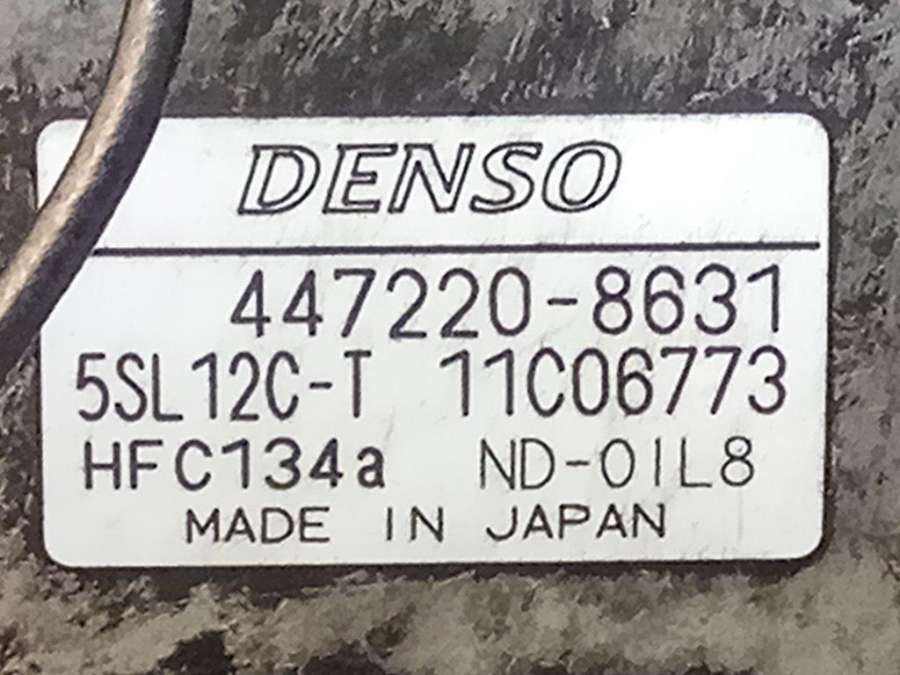 DENSO
447220-8631
5SL12C-T 11C06773
HFC134a ND-OIL8
MADE IN JAPAN